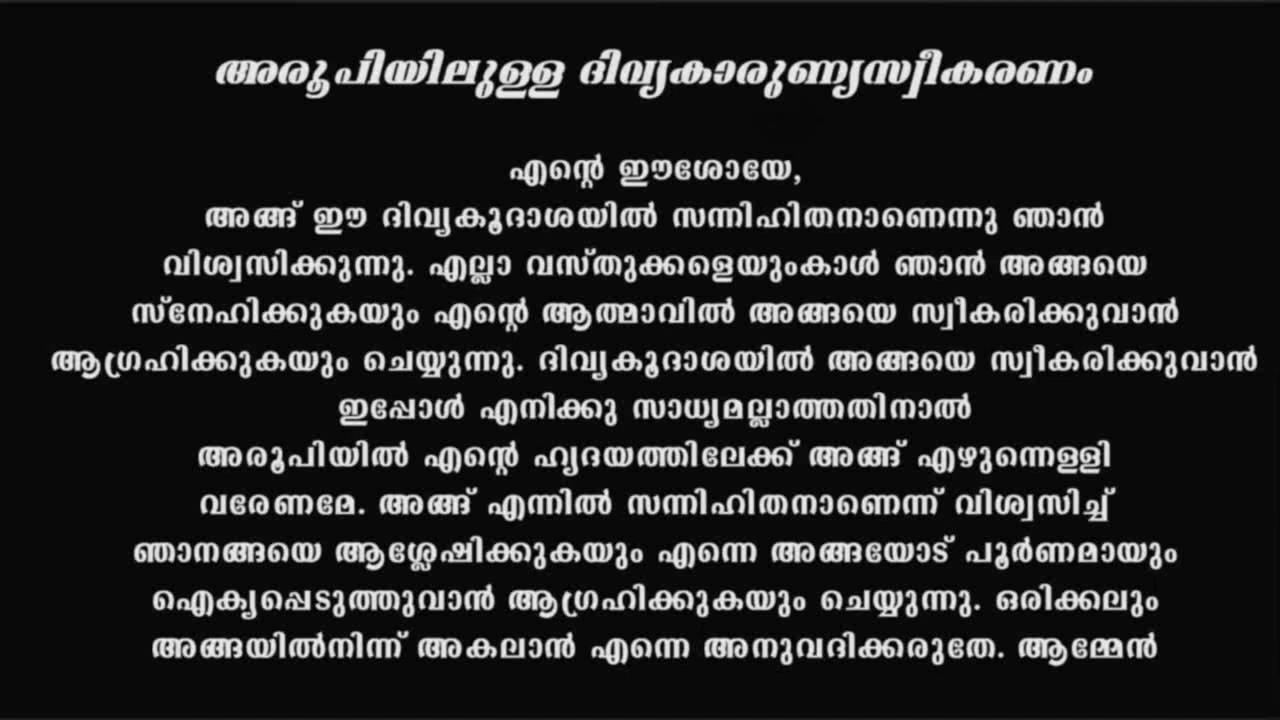 അരൂപിയിലുള്ള ദിവ്യകാരുണ്യസ്വീകരണം
എന്റെ ഈശോയേ,
അങ്ങ് ഈ ദിവ്യകൂദാശയിൽ സന്നിഹിതനാണെന്നു ഞാൻ
വിശ്വസിക്കുന്നു. എല്ലാ വസ്തുക്കളെയുംകാൾ ഞാൻ അങ്ങയെ
സ്നേഹിക്കുകയും എന്റെ ആത്മാവിൽ അങ്ങയെ സ്വീകരിക്കുവാൻ
ആഗ്രഹിക്കുകയും ചെയ്യുന്നു. ദിവ്യകൂദാശയിൽ അങ്ങയെ സ്വീകരിക്കുവാൻ
ഇപ്പോൾ എനിക്കു സാധ്യമല്ലാത്തതിനാൽ
അരൂപിയിൽ എന്റെ ഹൃദയത്തിലേക്ക് അങ്ങ് എഴുന്നെള്ളി
വരേണമേ. അങ്ങ് എന്നിൽ സന്നിഹിതനാണെന്ന് വിശ്വസിച്ച്
ഞാനങ്ങയെ ആശ്ലേഷിക്കുകയും എന്നെ അങ്ങയോട് പൂർണമായും
ഐക്യപ്പെടുത്തുവാൻ ആഗ്രഹിക്കുകയും ചെയ്യുന്നു. ഒരിക്കലും
അങ്ങയിൽനിന്ന് അകലാൻ എന്നെ അനുവദിക്കരുതേ. ആമ്മേൻ